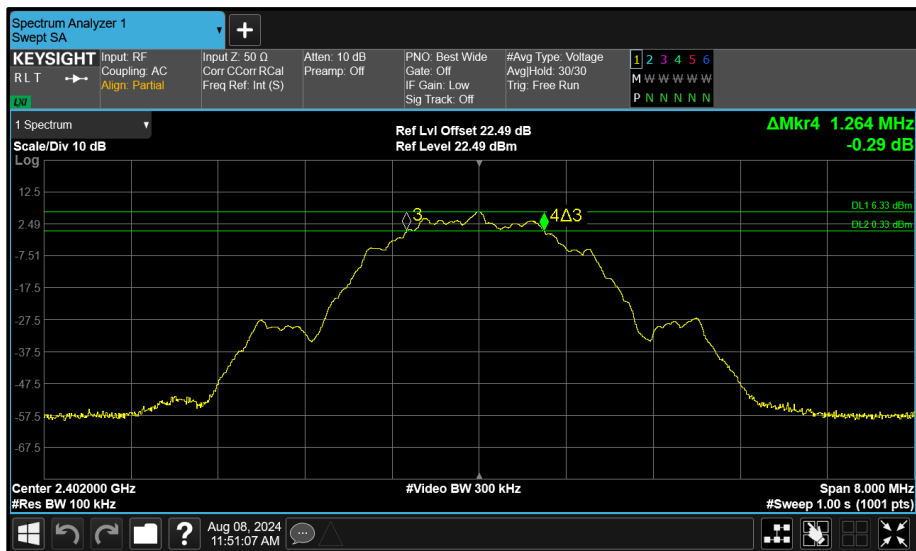 Spectrum Analyzer 1
Swept SA
KEYSIGHT
RLT
LXI
Input: RF
Coupling: AC
Align: Partial
Input Z: 50 Ω
Corr CCorr RCal
Freq Ref: Int (S)
Atten: 10 dB
Preamp: Off
PNO: Best Wide
Gate: Off
IF Gain: Low
Sig Track: Off
#Avg Type: Voltage
Avg|Hold: 30/30
Trig: Free Run
1 2 3 4 5 6
M W W W W W
P N N N N N
1 Spectrum
Scale/Div 10 dB
Log
Ref Lvl Offset 22.49 dB
Ref Level 22.49 dBm
ΔMkr4 1.264 MHz
-0.29 dB
12.5
2.49
-7.51
-17.5
-27.5
-37.5
-47.5
-57.5
-67.5
3
4Δ3
DL1 6.33 dBm
DL2 0.33 dBm
Center 2.402000 GHz
#Res BW 100 kHz
#Video BW 300 kHz
Span 8.000 MHz
#Sweep 1.00 s (1001 pts)
?
Aug 08, 2024
11:51:07 AM